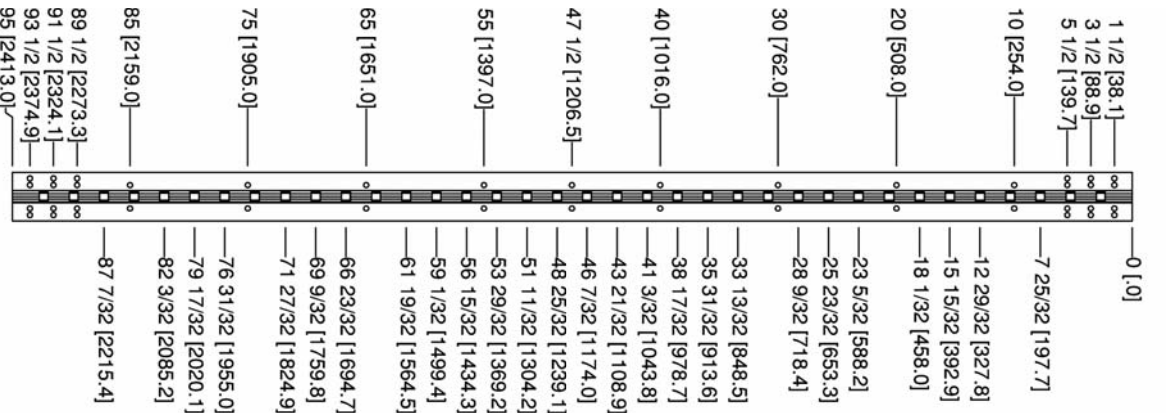 1 1/2 [38.1]
3 1/2 [88.9]
5 1/2 [139.7]
10 [254.0]
20 [508.0]
30 [762.0]
40 [1016.0]
47 1/2 [1206.5]
55 [1397.0]
65 [1651.0]
75 [1905.0]
85 [2159.0]
89 1/2 [2273.3]
91 1/2 [2324.1]
93 1/2 [2374.9]
95 [2413.0]
0 [.0]
7 25/32 [197.7]
12 29/32 [327.8]
15 15/32 [392.9]
18 1/32 [458.0]
23 5/32 [588.2]
25 23/32 [653.3]
28 9/32 [718.4]
33 13/32 [848.5]
35 31/32 [913.6]
38 17/32 [978.7]
41 3/32 [1043.8]
43 21/32 [1108.9]
46 7/32 [1174.0]
48 25/32 [1239.1]
51 11/32 [1304.2]
53 29/32 [1369.2]
56 15/32 [1434.3]
59 1/32 [1499.4]
61 19/32 [1564.5]
66 23/32 [1694.7]
69 9/32 [1759.8]
71 27/32 [1824.9]
76 31/32 [1955.0]
79 17/32 [2020.1]
82 3/32 [2085.2]
87 7/32 [2215.4]